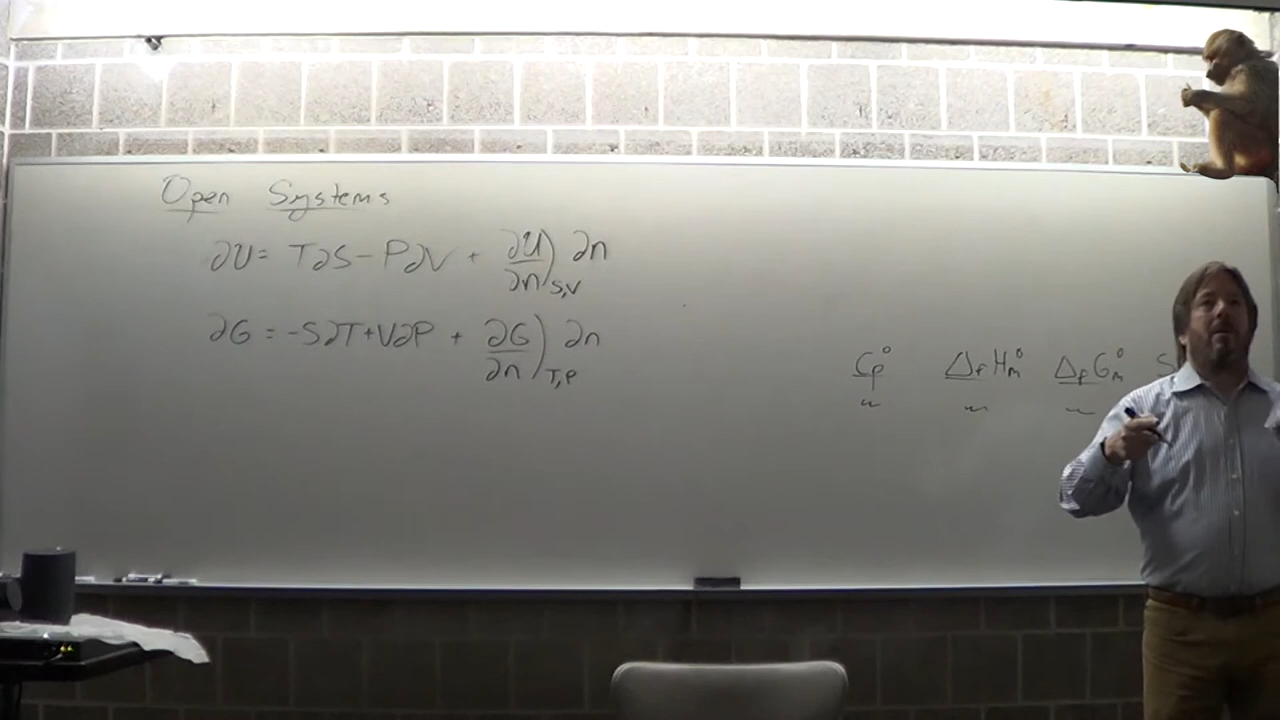 Open Systems
∂U = T∂S - P∂V + ∂U/∂n)S,V ∂n
∂G = -S∂T + V∂P + ∂G/∂n)T,P ∂n
Cp° ΔfHm° ΔfGm° S